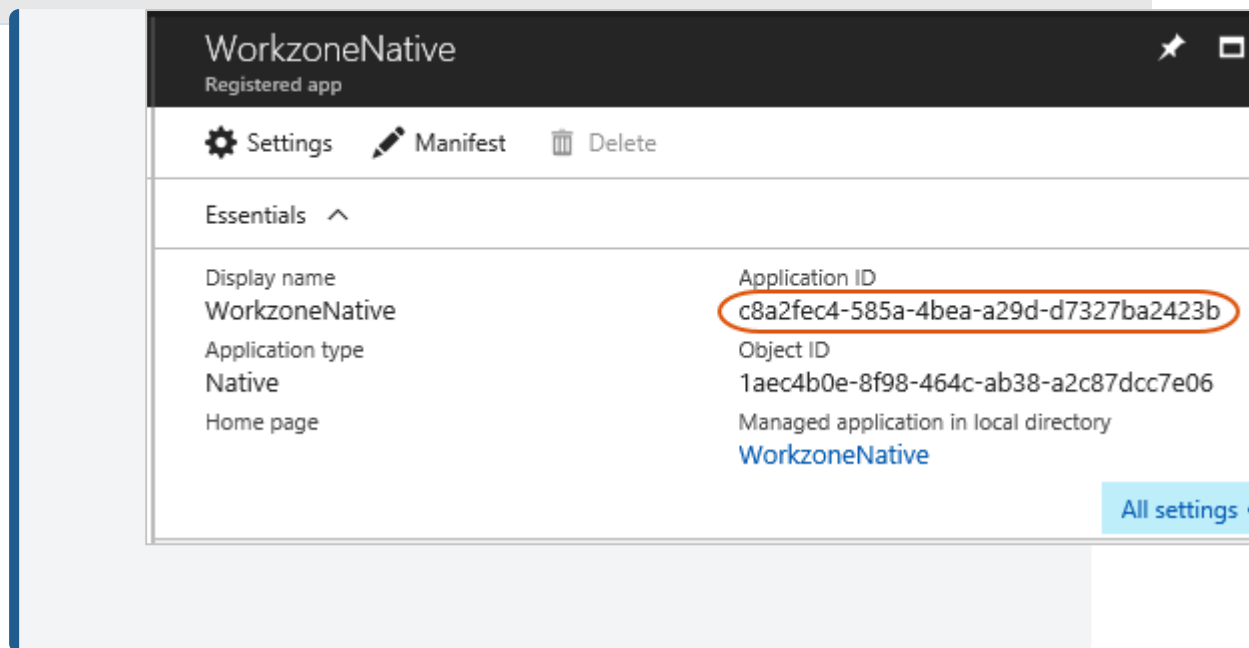 WorkzoneNative
Registered app
Settings Manifest Delete
Essentials
Display name
WorkzoneNative
Application type
Native
Home page
Application ID
c8a2fec4-585a-4bea-a29d-d7327ba2423b
Object ID
1aec4b0e-8f98-464c-ab38-a2c87dcc7e06
Managed application in local directory
WorkzoneNative
All settings